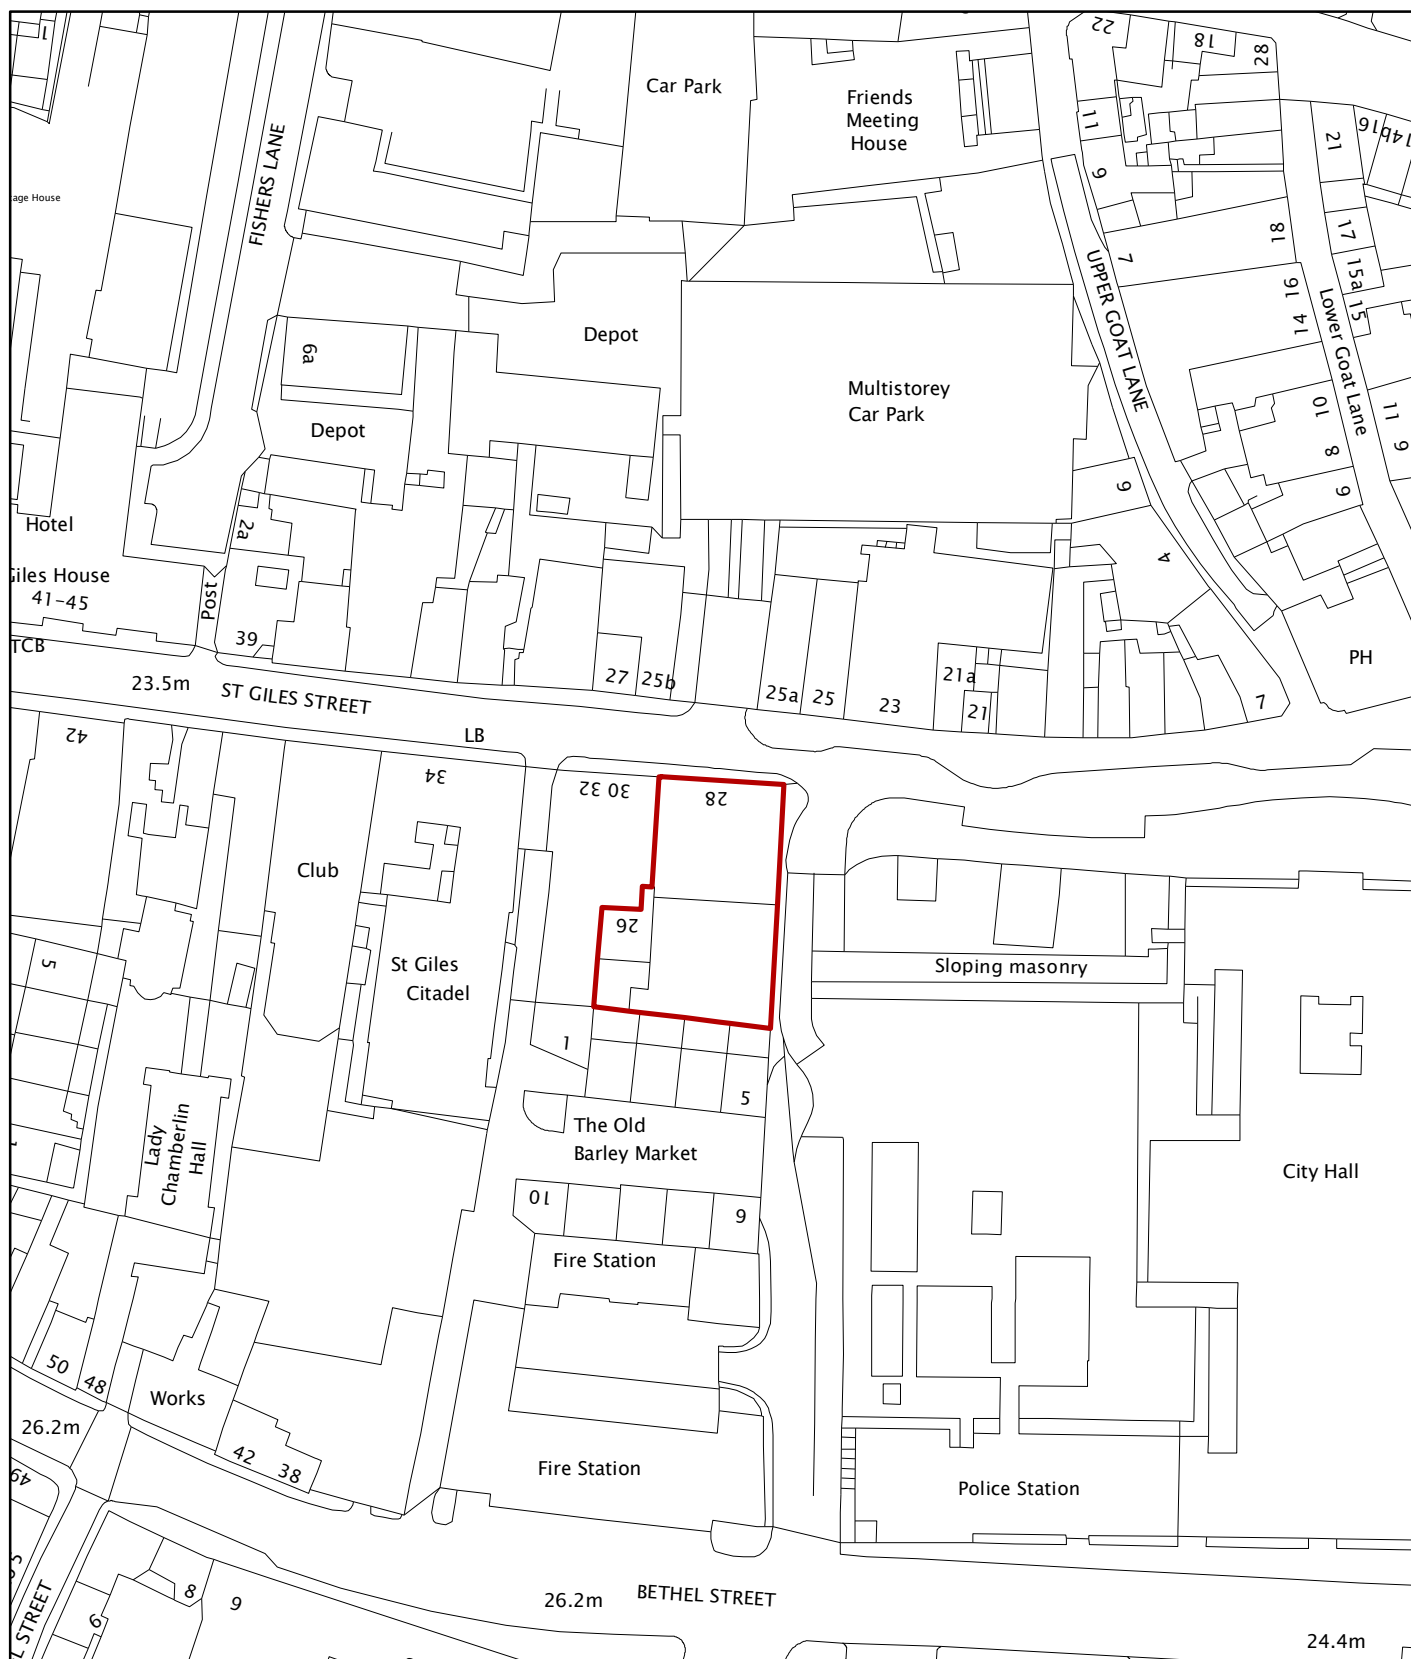 1
22
18
28
Car Park
Friends
Meeting
House
11
9
21
16
14b
FISHERS LANE
7
18
17
15a
15
16
14
UPPER GOAT LANE
Lower Goat Lane
Depot
6a
Multistorey
Car Park
Depot
10
8
11
9
9
6
Hotel
2a
4
Giles House
41-45
Post
39
TCB
PH
27
25b
25a
25
23
21a
21
7
23.5m
ST GILES STREET
LB
42
34
30 32
28
Club
26
St Giles
Citadel
Sloping masonry
5
1
5
The Old
Barley Market
Lady
Chamberlin
Hall
City Hall
10
6
Fire Station
50
48
Works
26.2m
42
38
49
Fire Station
Police Station
8
9
6
26.2m
BETHEL STREET
L STREET
24.4m